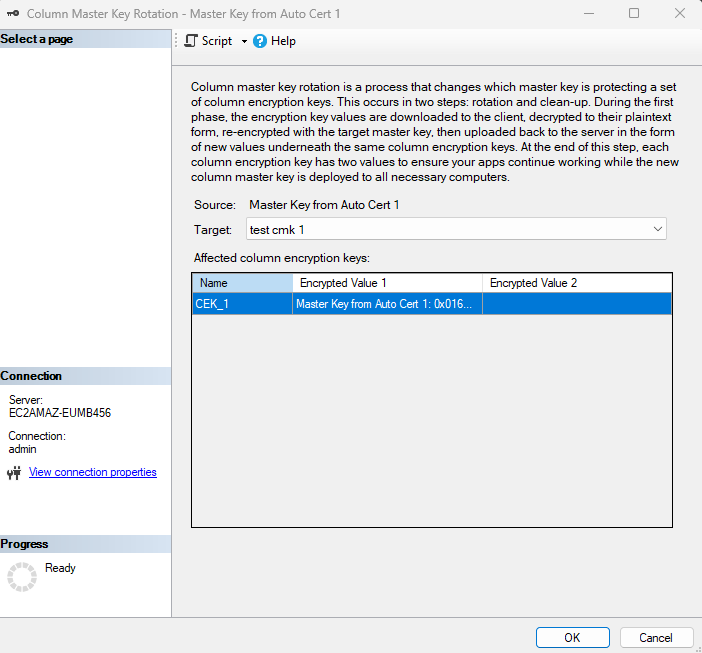 Column Master Key Rotation - Master Key from Auto Cert 1
Select a page
Script
Help
Column master key rotation is a process that changes which master key is protecting a set
of column encryption keys. This occurs in two steps: rotation and clean-up. During the first
phase, the encryption key values are downloaded to the client, decrypted to their plaintext
form, re-encrypted with the target master key, then uploaded back to the server in the form
of new values underneath the same column encryption keys. At the end of this step, each
column encryption key has two values to ensure your apps continue working while the new
column master key is deployed to all necessary computers.
Source: Master Key from Auto Cert 1
Target: test cmk 1
Affected column encryption keys:
Name Encrypted Value 1 Encrypted Value 2
CEK_1 Master Key from Auto Cert 1: 0x016...
Connection
Server:
EC2AMAZ-EUMB456
Connection:
admin
View connection properties
Progress
Ready
OK Cancel